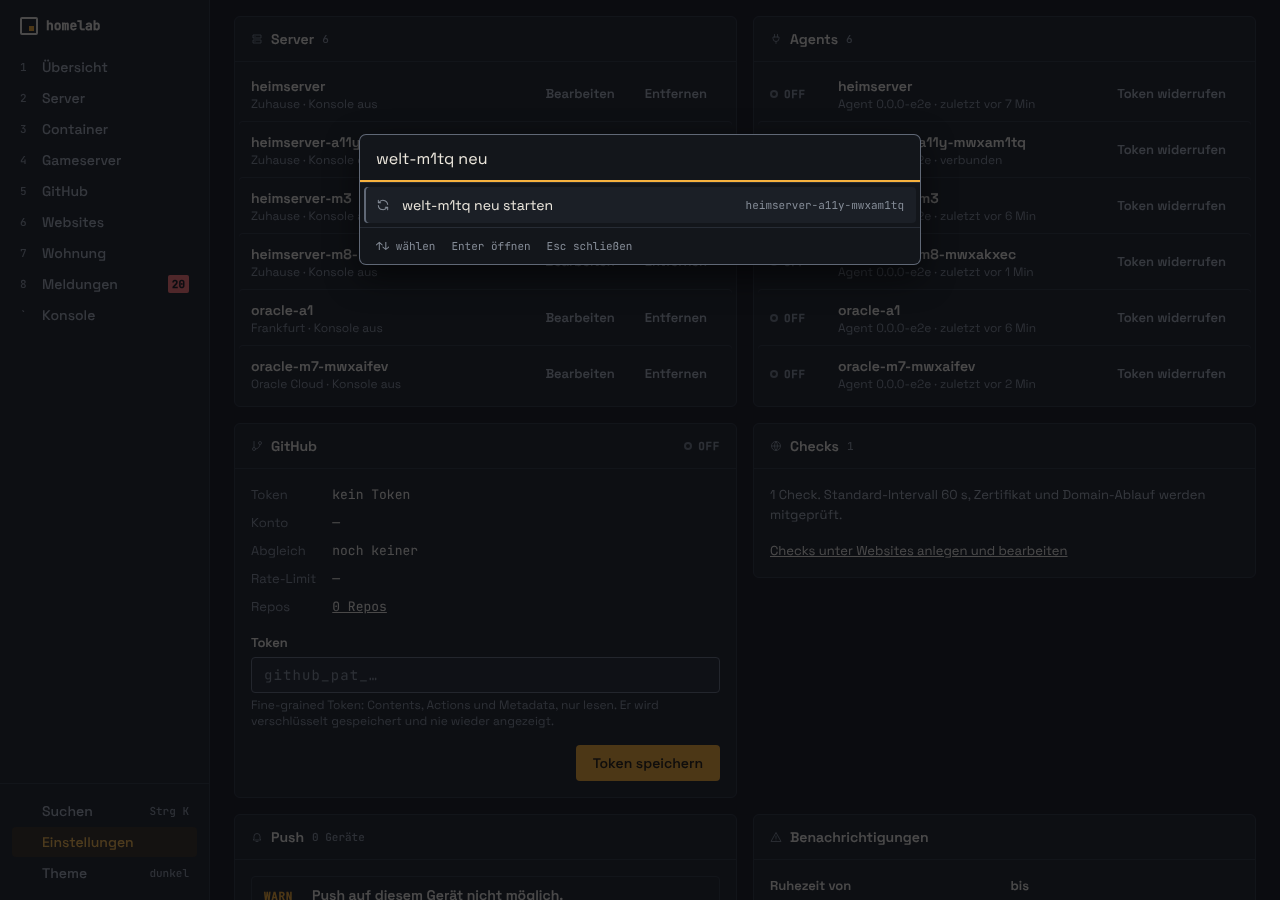 homelab
1 Übersicht
2 Server
3 Container
4 Gameserver
5 GitHub
6 Websites
7 Wohnung
8 Meldungen 20
` Konsole
Suchen Strg K
Einstellungen
Theme dunkel
Server 6
heimserver
Zuhause · Konsole aus
Bearbeiten Entfernen
heimserver-a11y
Zuhause · Konsole
heimserver-m3
Zuhause · Konsole
heimserver-m8-
Zuhause · Konsole aus
oracle-a1
Frankfurt · Konsole aus
Bearbeiten Entfernen
oracle-m7-mwxaifev
Oracle Cloud · Konsole aus
Bearbeiten Entfernen
Agents 6
OFF heimserver
Agent 0.0.0-e2e · zuletzt vor 7 Min
Token widerrufen
a11y-mwxam1tq
e2e · verbunden
Token widerrufen
m3
e2e · zuletzt vor 6 Min
Token widerrufen
m8-mwxakxec
Agent 0.0.0-e2e · zuletzt vor 1 Min
Token widerrufen
OFF oracle-a1
Agent 0.0.0-e2e · zuletzt vor 6 Min
Token widerrufen
OFF oracle-m7-mwxaifev
Agent 0.0.0-e2e · zuletzt vor 2 Min
Token widerrufen
welt-m1tq neu
welt-m1tq neu starten heimserver-a11y-mwxam1tq
↑↓ wählen Enter öffnen Esc schließen
GitHub OFF
Token kein Token
Konto —
Abgleich noch keiner
Rate-Limit —
Repos 0 Repos
Token
github_pat_…
Fine-grained Token: Contents, Actions und Metadata, nur lesen. Er wird
verschlüsselt gespeichert und nie wieder angezeigt.
Token speichern
Checks 1
1 Check. Standard-Intervall 60 s, Zertifikat und Domain-Ablauf werden
mitgeprüft.
Checks unter Websites anlegen und bearbeiten
Push 0 Geräte
WARN Push auf diesem Gerät nicht möglich.
Benachrichtigungen
Ruhezeit von bis